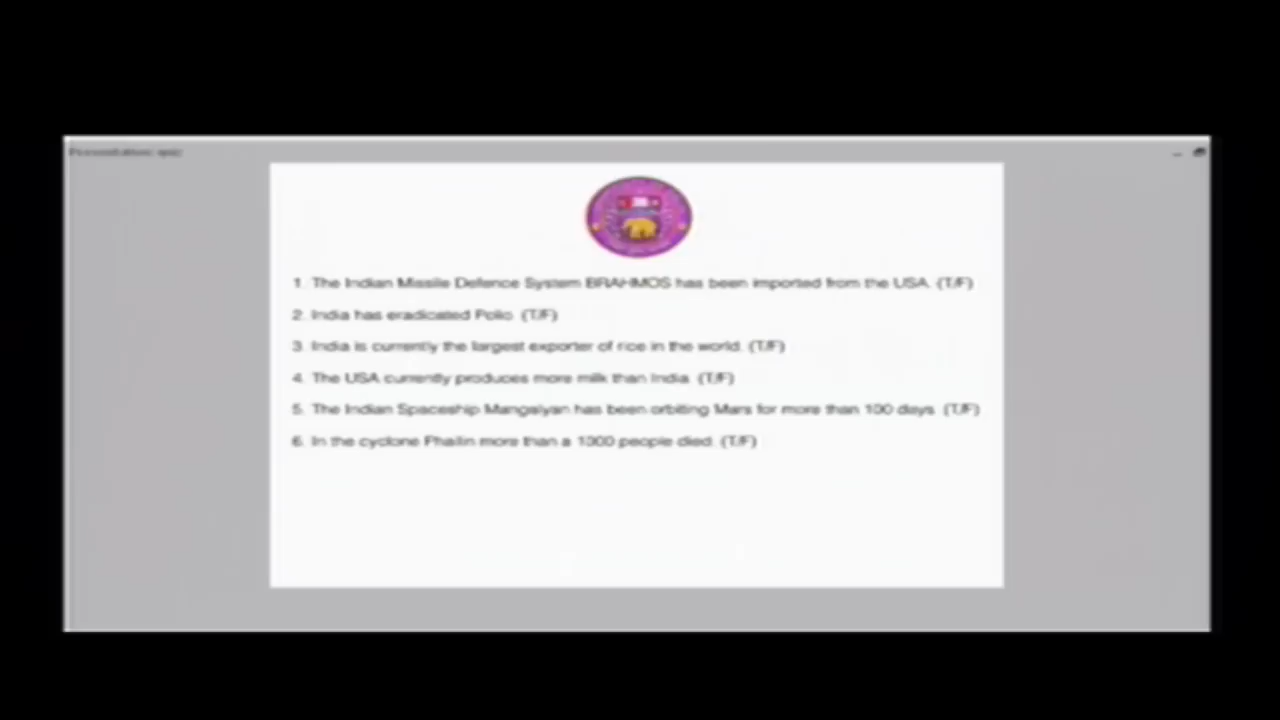 Presentation: quiz
1. The Indian Missile Defence System BRAHMOS has been imported from the USA. (T/F)
2. India has eradicated Polio. (T/F)
3. India is currently the largest exporter of rice in the world. (T/F)
4. The USA currently produces more milk than India. (T/F)
5. The Indian Spaceship Mangalyan has been orbiting Mars for more than 100 days. (T/F)
6. In the cyclone Phailin more than a 1000 people died. (T/F)